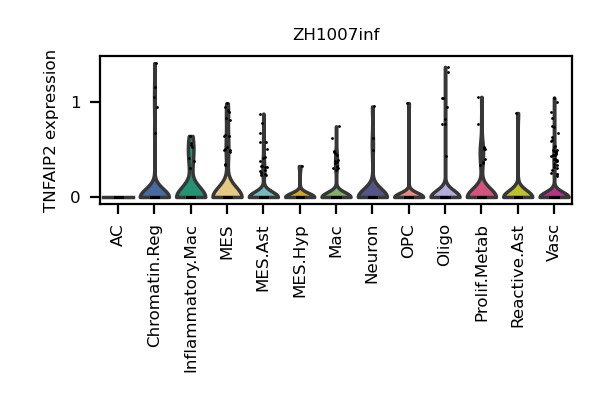 ZH1007inf
TNFAIP2 expression
1
0
AC
Chromatin.Reg
Inflammatory.Mac
MES
MES.Ast
MES.Hyp
Mac
Neuron
OPC
Oligo
Prolif.Metab
Reactive.Ast
Vasc